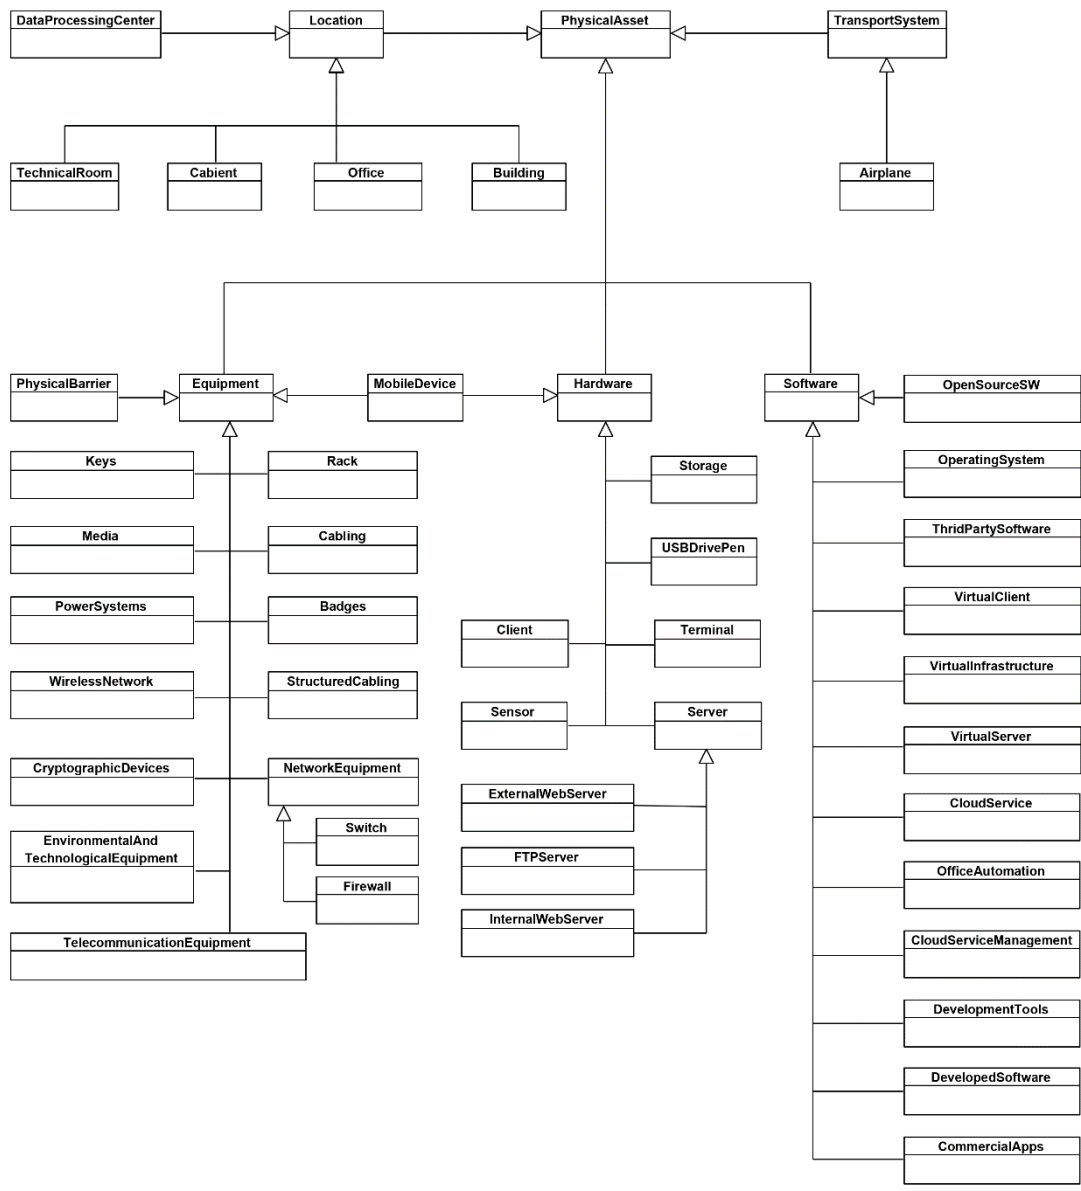 DataProcessingCenter
Location
PhysicalAsset
TransportSystem
TechnicalRoom
Cabient
Office
Building
Airplane
PhysicalBarrier
Equipment
MobileDevice
Hardware
Software
OpenSourceSW
Keys
Rack
Storage
OperatingSystem
Media
Cabling
USBDrivePen
ThridPartySoftware
PowerSystems
Badges
Client
Terminal
VirtualClient
WirelessNetwork
StructuredCabling
Sensor
Server
VirtualInfrastructure
VirtualServer
CryptographicDevices
NetworkEquipment
ExternalWebServer
CloudService
Switch
EnvironmentalAnd
TechnologicalEquipment
FTPServer
OfficeAutomation
Firewall
InternalWebServer
TelecommunicationEquipment
CloudServiceManagement
DevelopmentTools
DevelopedSoftware
CommercialApps